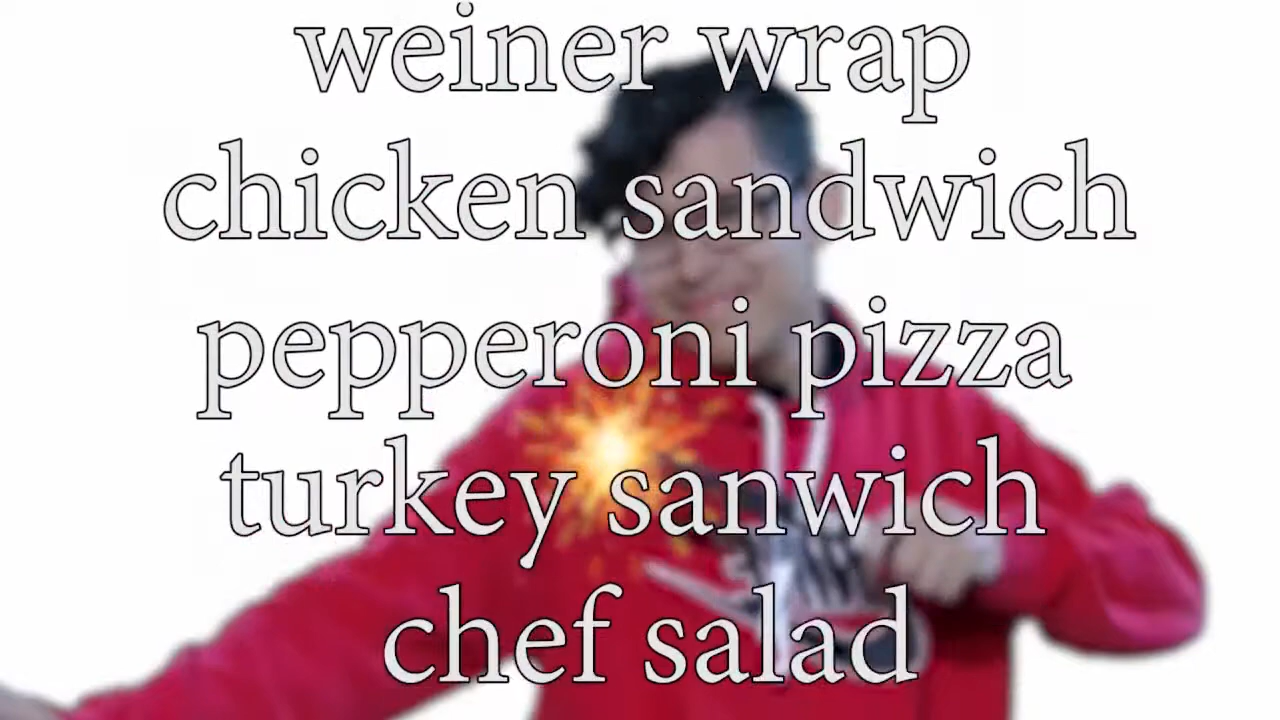 weiner wrap
chicken sandwich
pepperoni pizza
turkey sanwich
chef salad